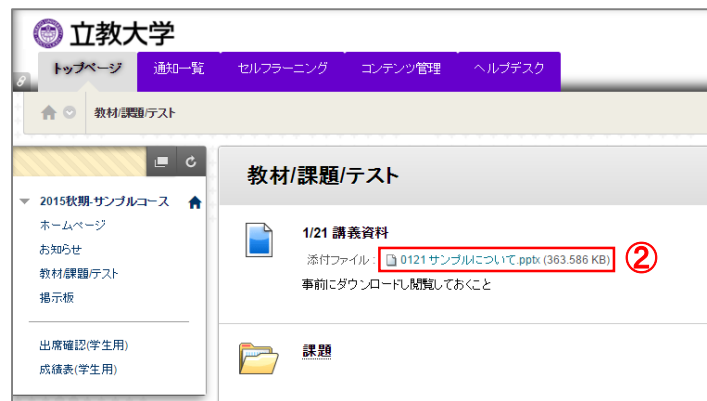 立教大学
トップページ 通知一覧 セルフラーニング コンテンツ管理 ヘルプデスク
教材/課題/テスト
2015秋期-サンプルコース
ホームページ
お知らせ
教材/課題/テスト
掲示板
出席確認(学生用)
成績表(学生用)
教材/課題/テスト
1/21 講義資料
添付ファイル: 0121 サンプルについて.pptx (363.586 KB)
②
事前にダウンロードし閲覧しておくこと
課題